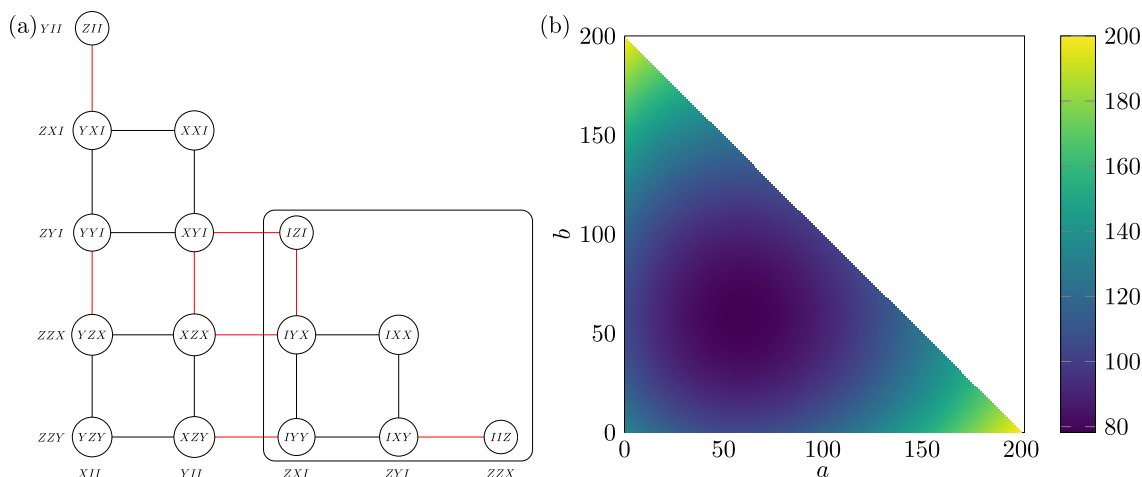 (a) YII ZII
ZXI YXI XXI
ZYI YYI XYI IZI
ZZX YZX XZX IYX IXX
ZZY YZY XZY IYY IXY IIZ
XII YII ZXI ZYI ZZX
(b)
200
150
100
50
0
b
0 50 100 150 200
a
200
180
160
140
120
100
80